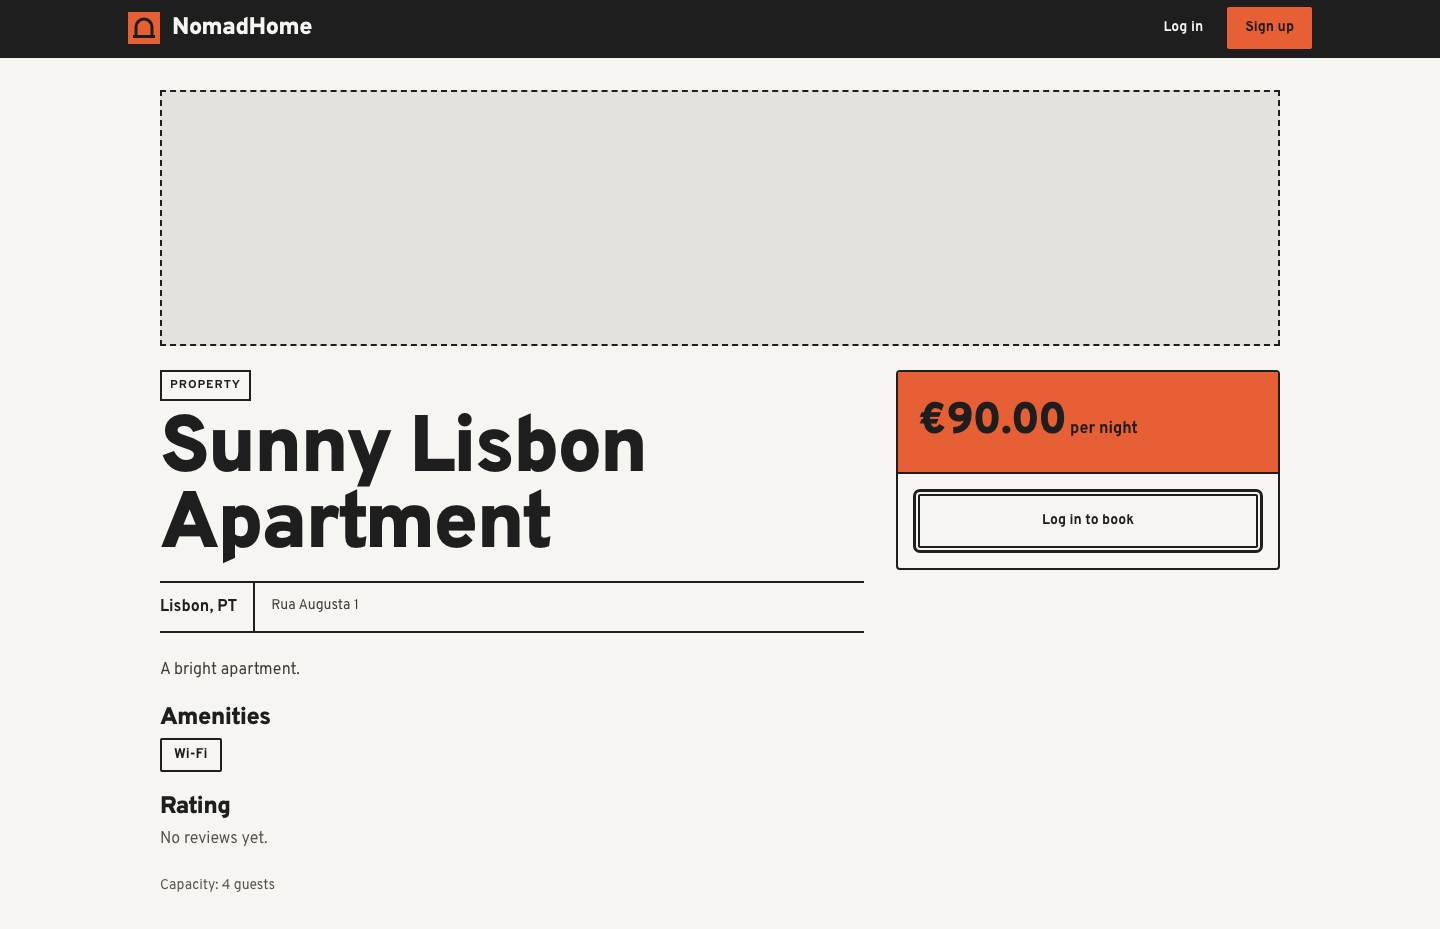 NomadHome
Log in
Sign up
PROPERTY
Sunny Lisbon
Apartment
Lisbon, PT
Rua Augusta 1
A bright apartment.
Amenities
Wi-Fi
Rating
No reviews yet.
Capacity: 4 guests
€90.00 per night
Log in to book